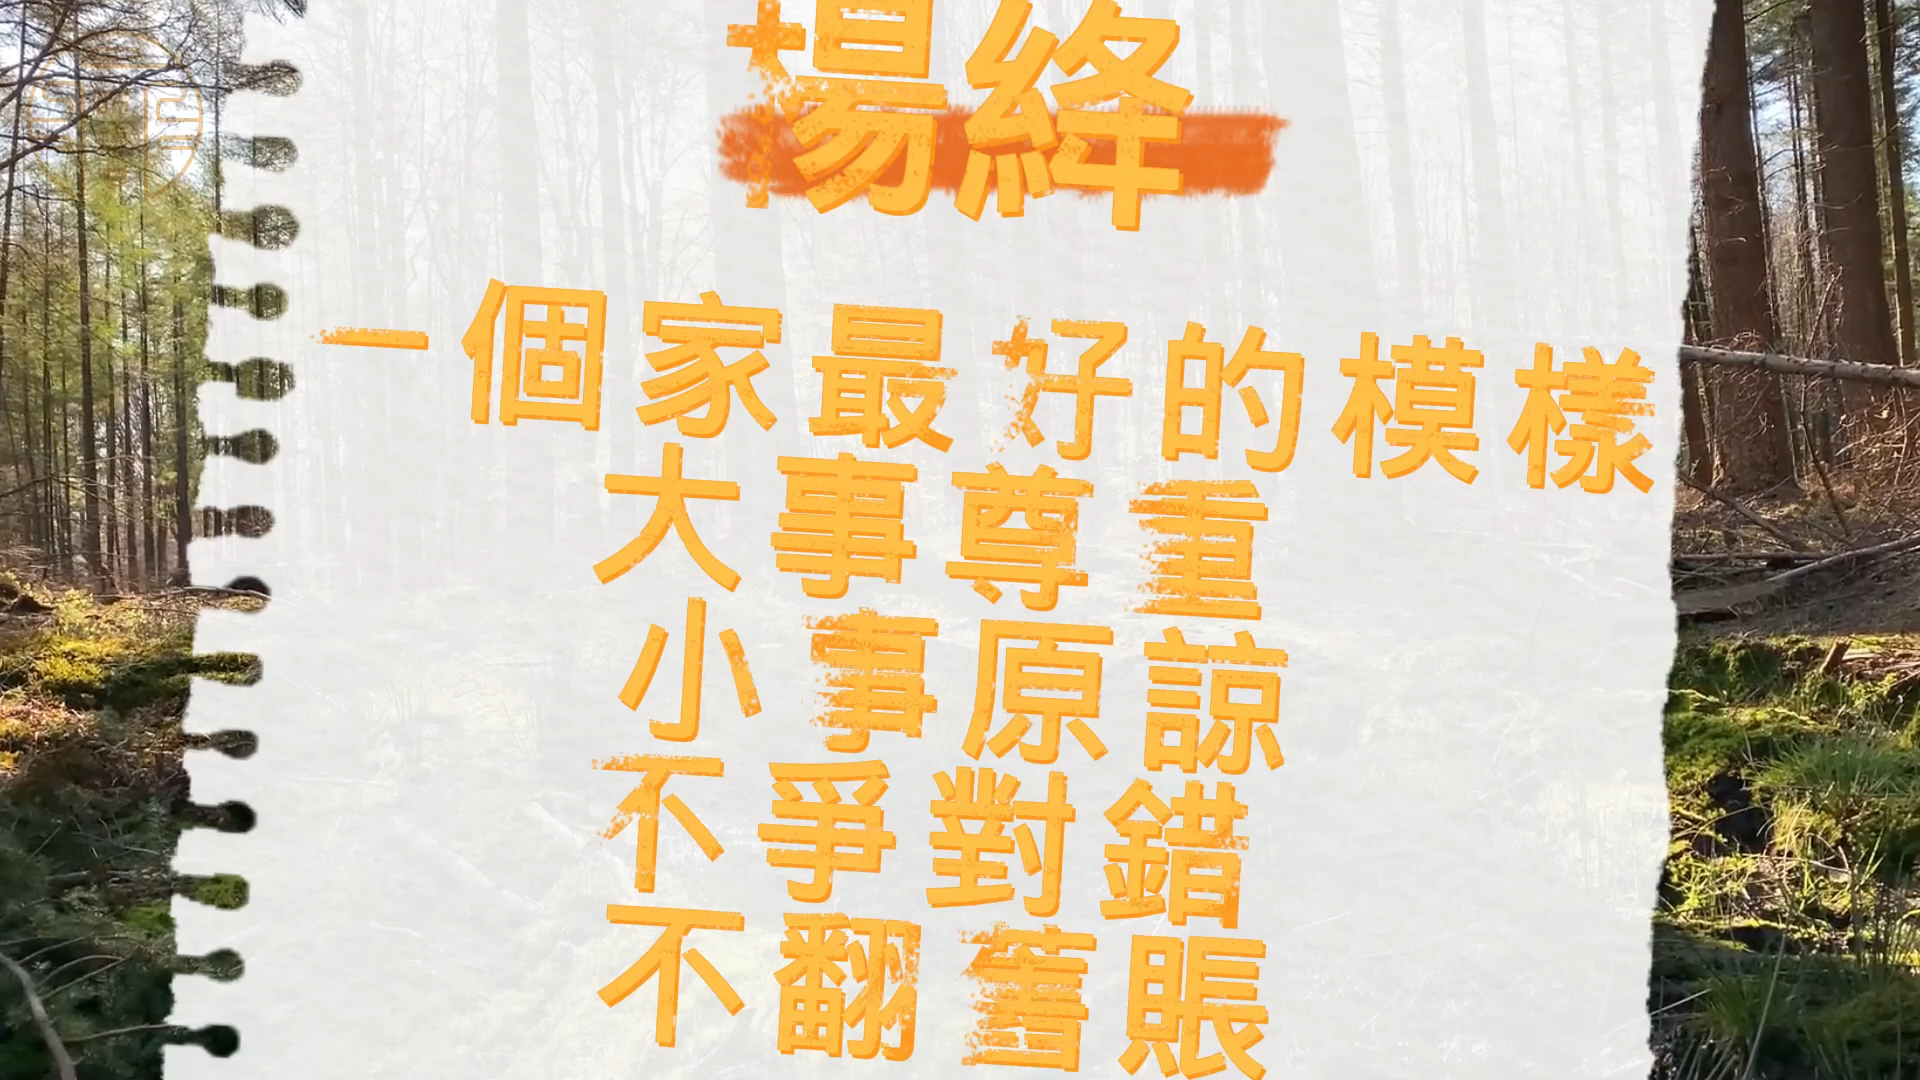 楊絳
一個家最好的模樣
大事尊重
小事原諒
不爭對錯
不翻舊賬